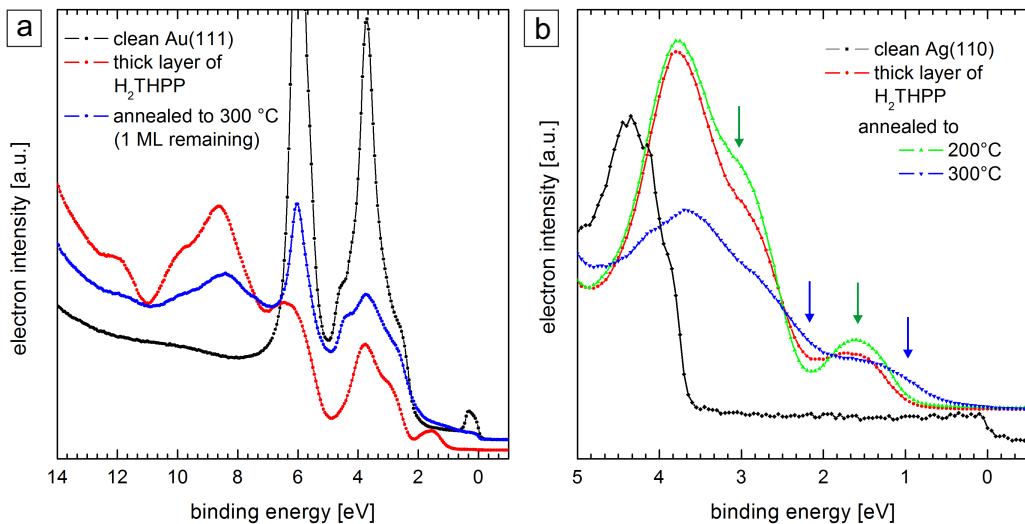 a
clean Au(111)
thick layer of
H₂THPP
annealed to 300 °C
(1 ML remaining)
electron intensity [a.u.]
14 12 10 8 6 4 2 0
binding energy [eV]
b
clean Ag(110)
thick layer of
H₂THPP
annealed to
200°C
300°C
electron intensity [a.u.]
5 4 3 2 1 0
binding energy [eV]